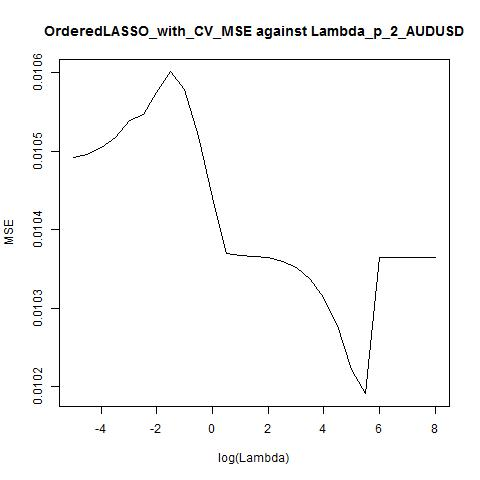 OrderedLASSO_with_CV_MSE against Lambda_p_2_AUDUSD
MSE
0.0106
0.0105
0.0104
0.0103
0.0102
-4 -2 0 2 4 6 8
log(Lambda)